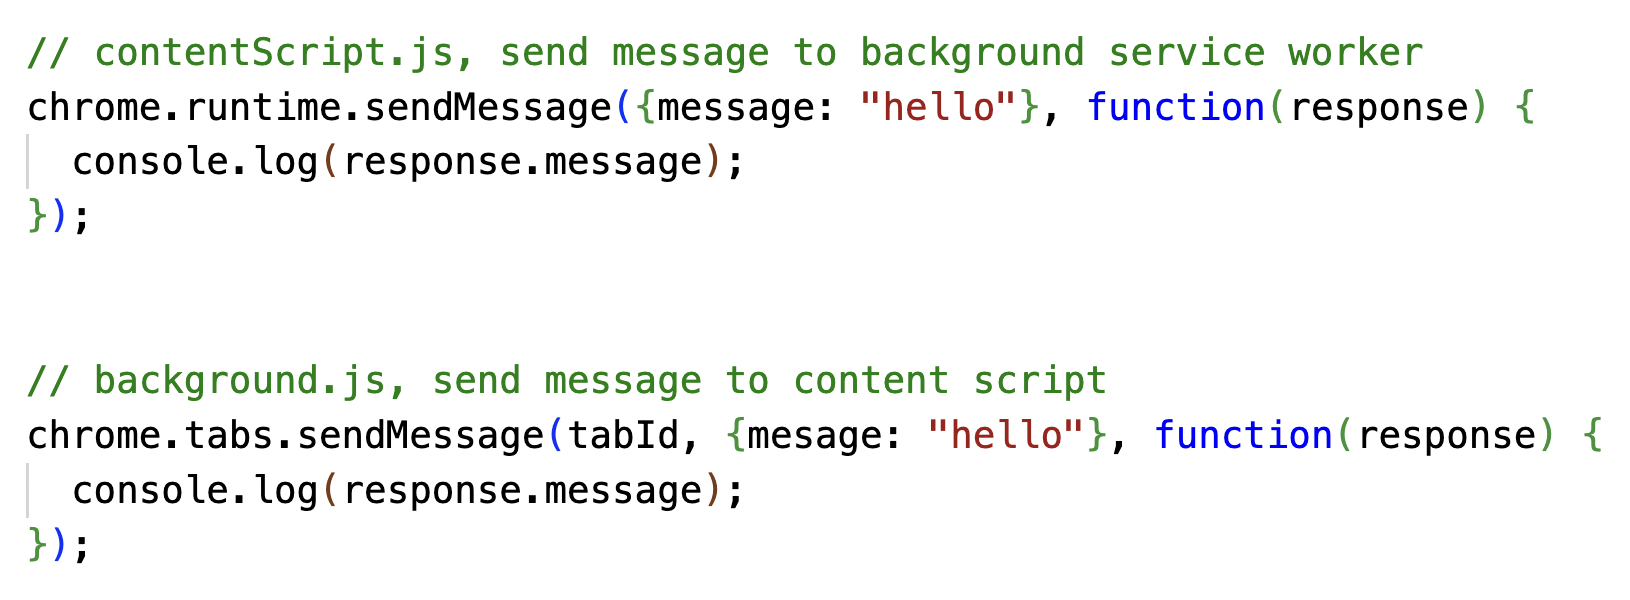 // contentScript.js, send message to background service worker
chrome.runtime.sendMessage({message: "hello"}, function(response) {
  console.log(response.message);
});
// background.js, send message to content script
chrome.tabs.sendMessage(tabId, {mesage: "hello"}, function(response) {
  console.log(response.message);
});